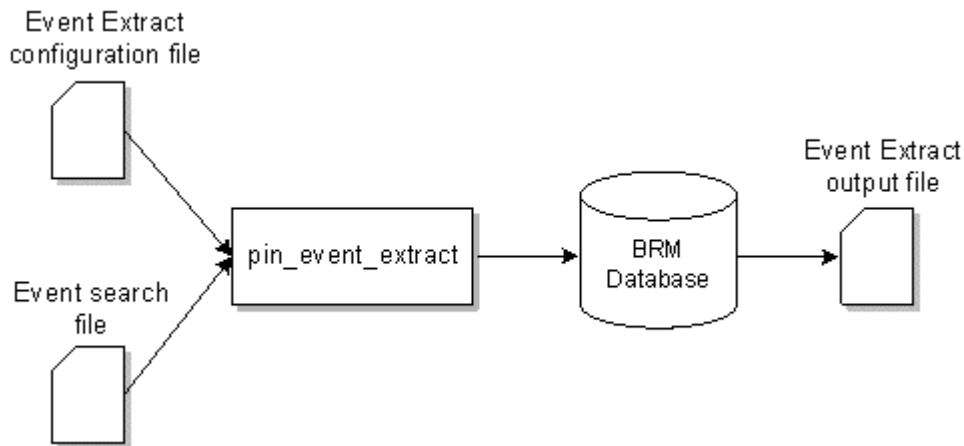 Event Extract
configuration file
Event Extract
output file
pin_event_extract
BRM
Database
Event search
file